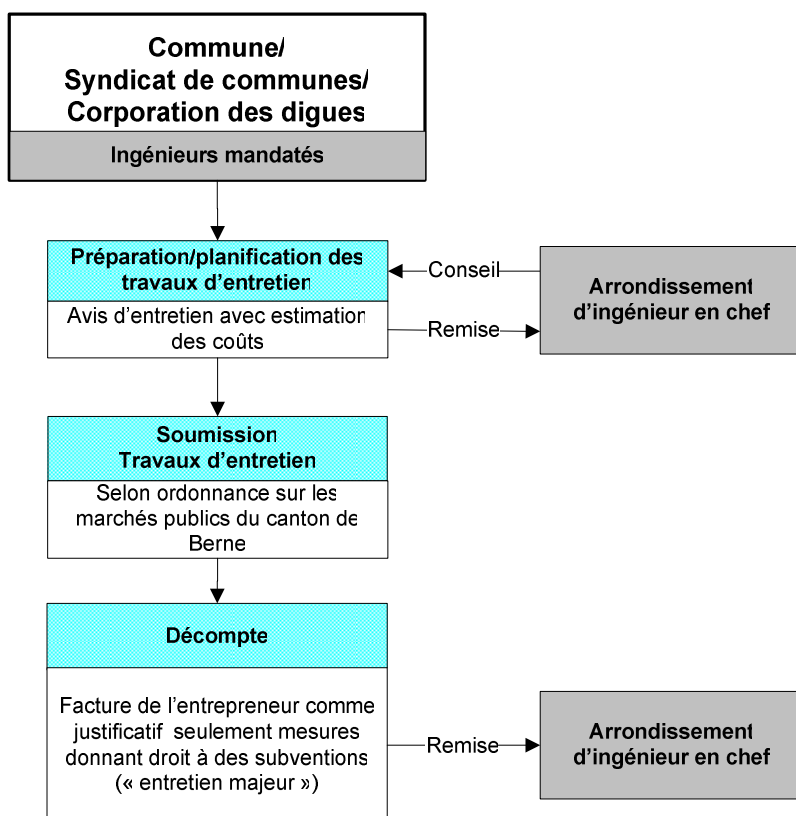 Commune/
Syndicat de communes/
Corporation des digues
Ingénieurs mandatés
Préparation/planification des
travaux d'entretien
Avis d'entretien avec estimation
des coûts
Conseil
Remise
Arrondissement
d'ingénieur en chef
Soumission
Travaux d'entretien
Selon ordonnance sur les
marchés publics du canton de
Berne
Décompte
Facture de l'entrepreneur comme
justificatif seulement mesures
donnant droit à des subventions
(« entretien majeur »)
Remise
Arrondissement
d'ingénieur en chef